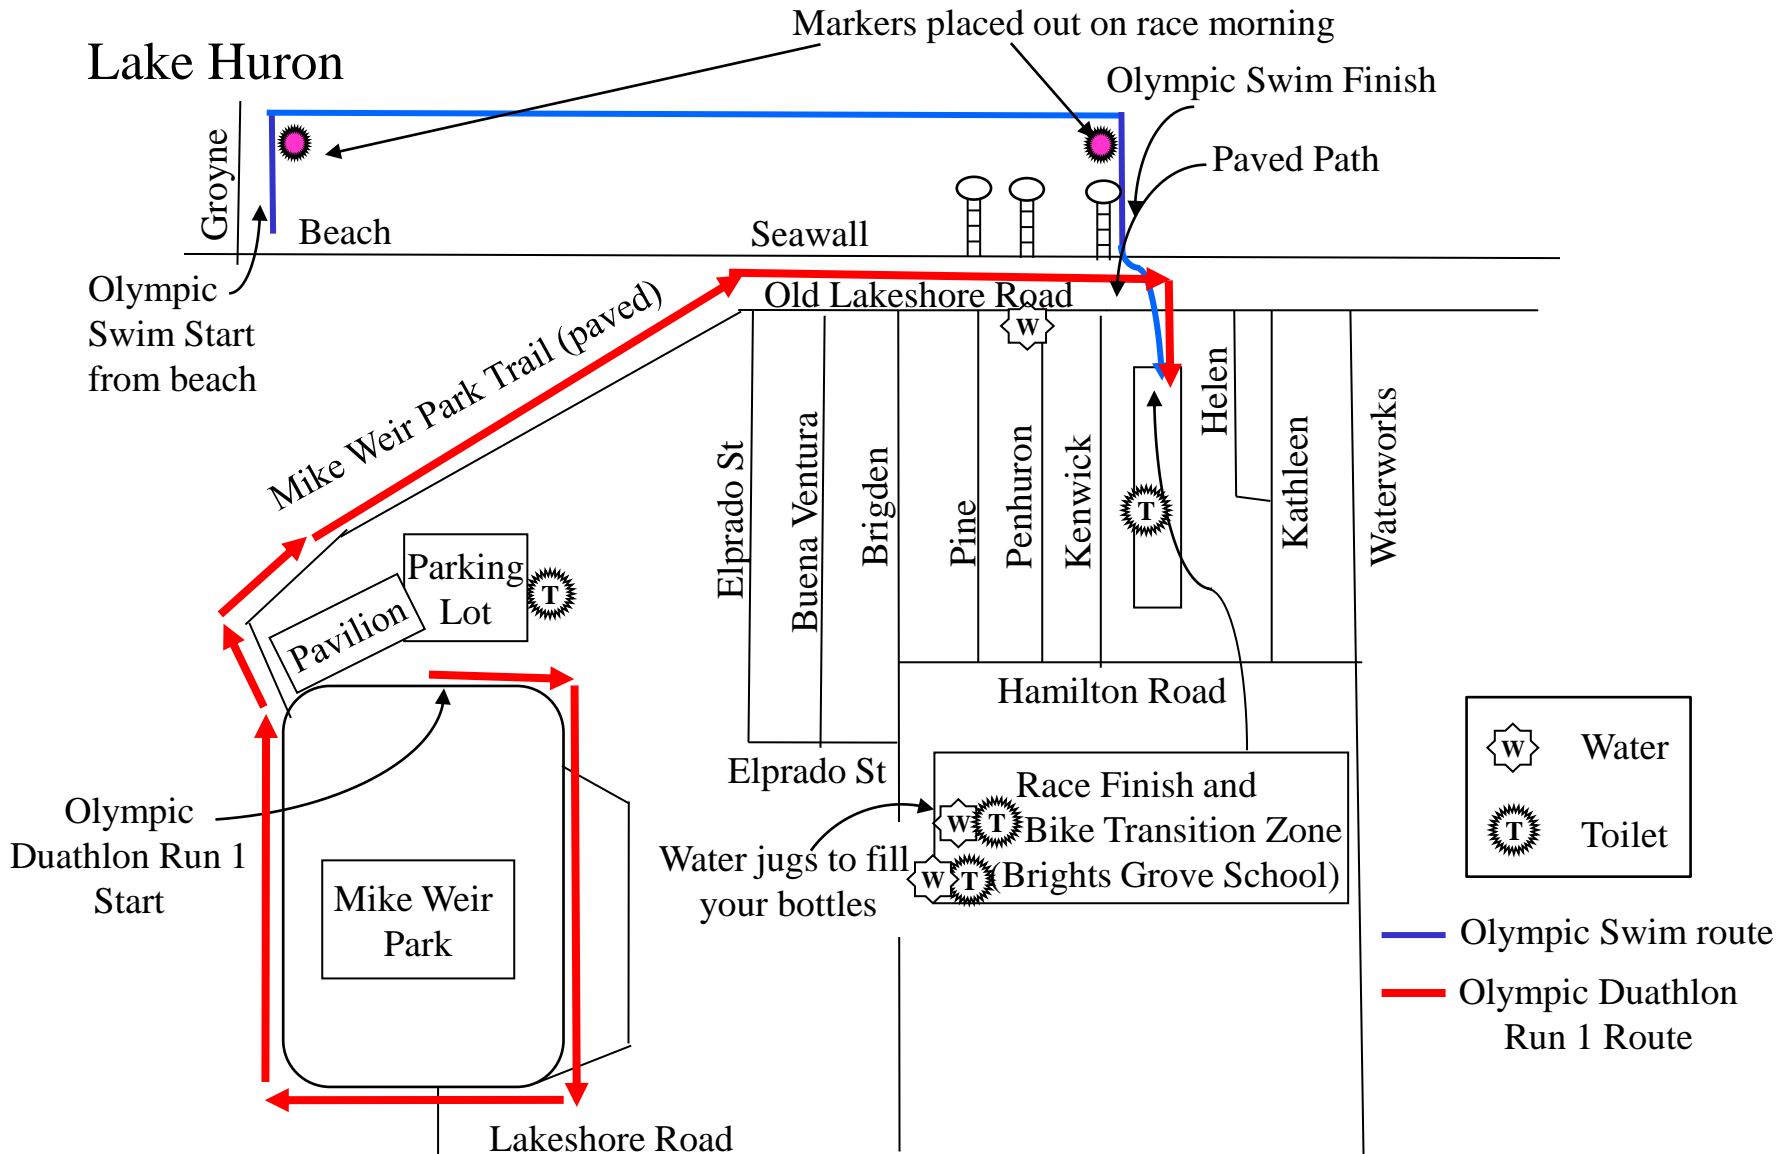 Markers placed out on race morning
Lake Huron
Olympic Swim Finish
Paved Path
Groyne
Beach
Seawall
Olympic
Swim Start
from beach
Old Lakeshore Road
W
Mike Weir Park Trail (paved)
Elprado St
Buena Ventura
Brigden
Pine
Penhuron
Kenwick
T
Helen
Kathleen
Waterworks
Parking
Lot
T
Pavilion
Hamilton Road
Elprado St
Olympic
Duathlon Run 1
Start
Mike Weir
Park
Water jugs to fill
your bottles
Race Finish and
W T Bike Transition Zone
W T (Brights Grove School)
W Water
T Toilet
Olympic Swim route
Olympic Duathlon
Run 1 Route
Lakeshore Road